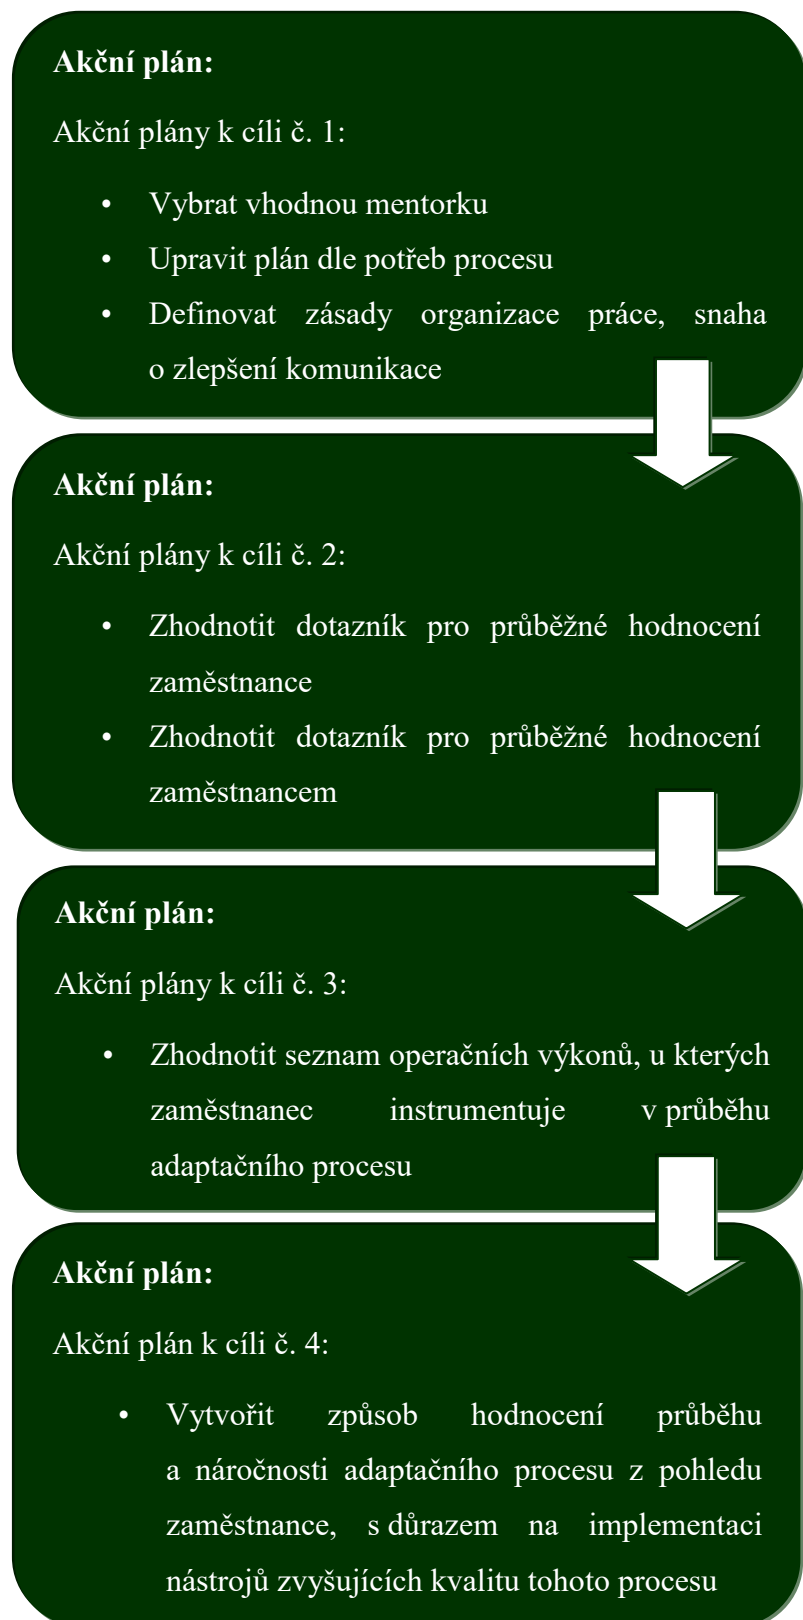 Akční plán:
Akční plány k cíli č. 1:
• Vybrat vhodnou mentorku
• Upravit plán dle potřeb procesu
• Definovat zásady organizace práce, snaha
o zlepšení komunikace
Akční plán:
Akční plány k cíli č. 2:
• Zhodnotit dotazník pro průběžné hodnocení
zaměstnance
• Zhodnotit dotazník pro průběžné hodnocení
zaměstnancem
Akční plán:
Akční plány k cíli č. 3:
• Zhodnotit seznam operačních výkonů, u kterých
zaměstnanec instrumentuje v průběhu
adaptačního procesu
Akční plán:
Akční plán k cíli č. 4:
• Vytvořit způsob hodnocení průběhu
a náročnosti adaptačního procesu z pohledu
zaměstnance, s důrazem na implementaci
nástrojů zvyšujících kvalitu tohoto procesu